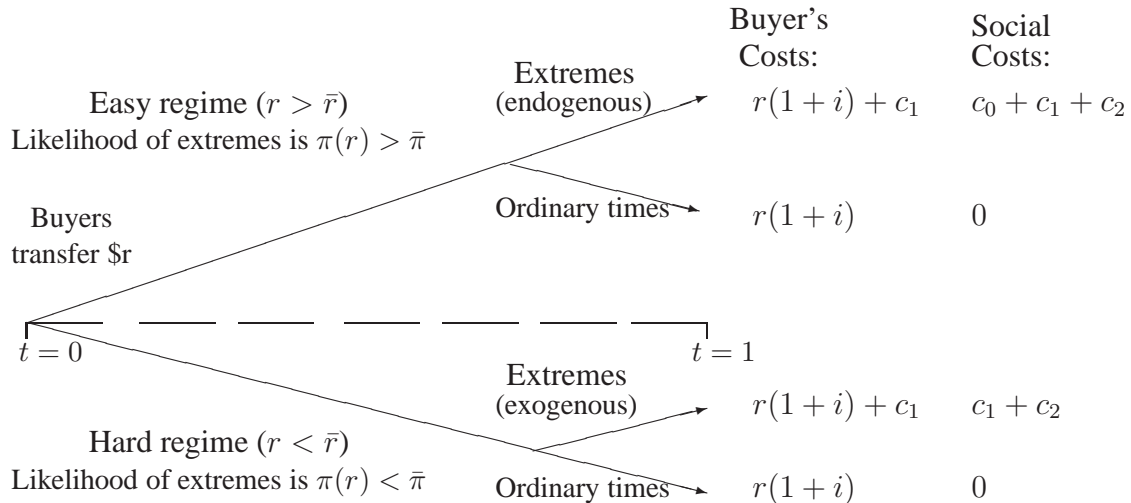 Buyer's
Costs:
Social
Costs:
Extremes
(endogenous)
r(1 + i) + c₁
c₀ + c₁ + c₂
Easy regime (r > r̄)
Likelihood of extremes is π(r) > π̄
Ordinary times
r(1 + i)
0
Buyers
transfer $r
t = 0
t = 1
Extremes
(exogenous)
r(1 + i) + c₁
c₁ + c₂
Hard regime (r < r̄)
Likelihood of extremes is π(r) < π̄
Ordinary times
r(1 + i)
0